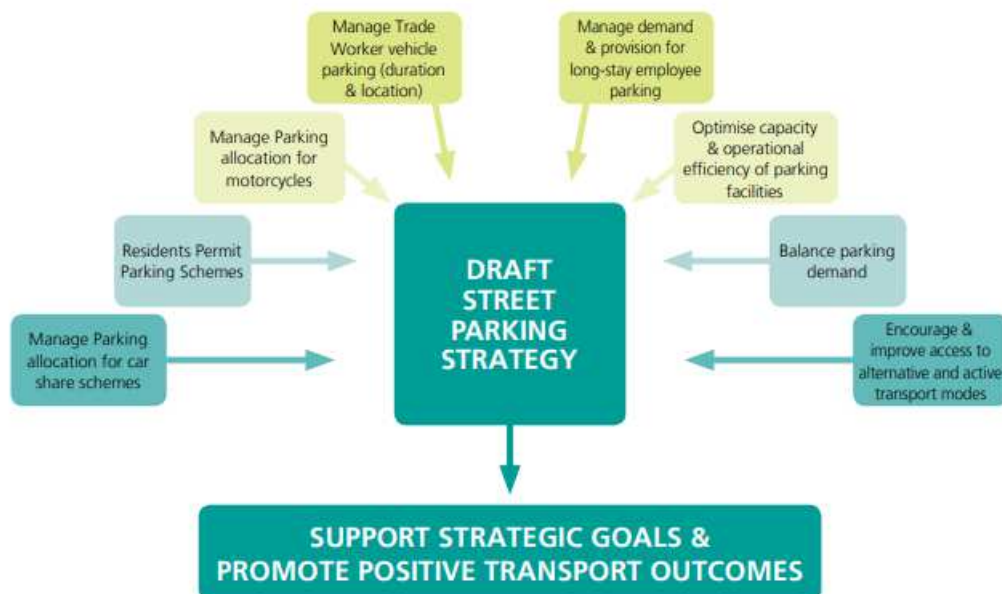 Manage Trade
Worker vehicle
parking (duration
& location)
Manage demand
& provision for
long-stay employee
parking
Manage Parking
allocation for
motorcycles
Optimise capacity
& operational
efficiency of parking
facilities
Residents Permit
Parking Schemes
Balance parking
demand
Manage Parking
allocation for car
share schemes
Encourage &
improve access to
alternative and active
transport modes
DRAFT
STREET
PARKING
STRATEGY
SUPPORT STRATEGIC GOALS &
PROMOTE POSITIVE TRANSPORT OUTCOMES